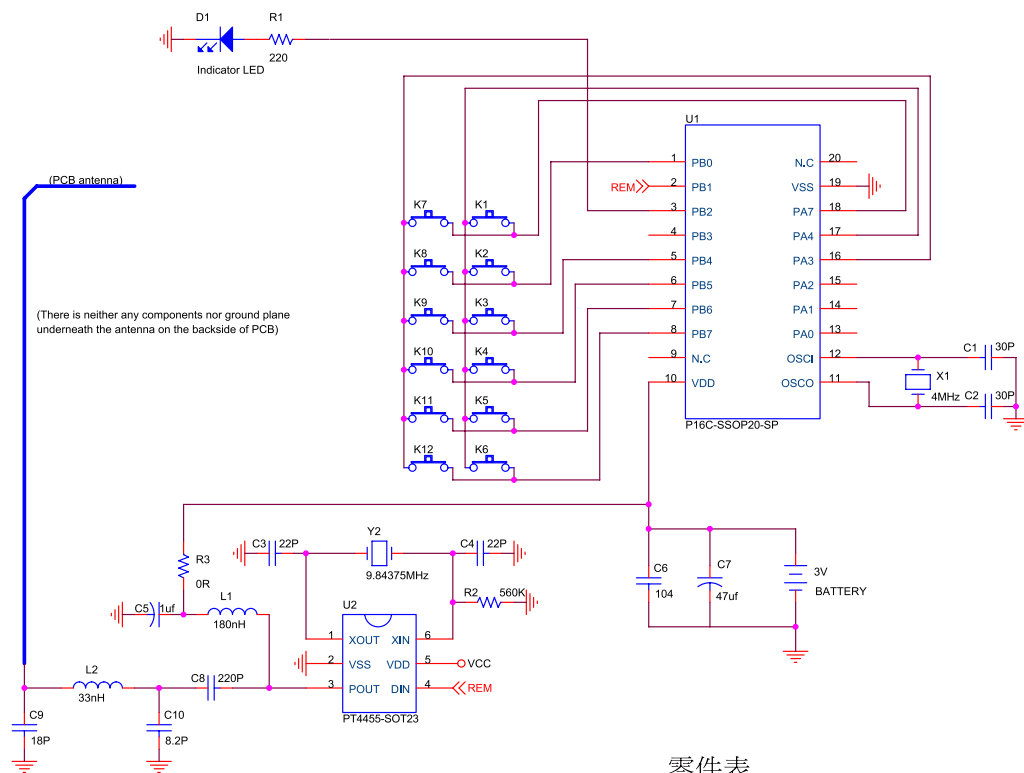 D1
R1
220
Indicator LED
U1
1 PB0 N.C 20
REM 2 PB1 VSS 19
3 PB2 PA7 18
4 PB3 PA4 17
5 PB4 PA3 16
6 PB5 PA2 15
7 PB6 PA1 14
8 PB7 PA0 13
9 N.C OSCI 12
10 VDD OSCO 11
P16C-SSOP20-SP
(PCB antenna)
K7 K1
K8 K2
K9 K3
K10 K4
K11 K5
K12 K6
(There is neither any components nor ground plane
underneath the antenna on the backside of PCB)
C1 30P
X1
4MHz
C2 30P
C3 22P
Y2
9.84375MHz
C4 22P
R3
0R
C5 1uf
L1
180nH
R2 560K
C6
104
C7
47uf
3V
BATTERY
U2
1 XOUT XIN 6
2 VSS VDD 5 VCC
3 POUT DIN 4 REM
PT4455-SOT23
L2
33nH
C8 220P
C9
18P
C10
8.2P
零件表